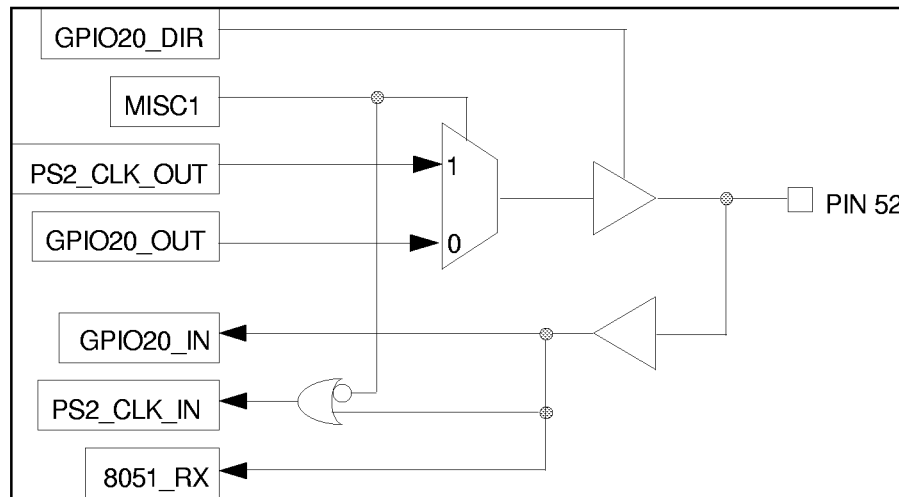 GPIO20_DIR
MISC1
PS2_CLK_OUT
1
PIN 52
GPIO20_OUT
0
GPIO20_IN
PS2_CLK_IN
8051_RX